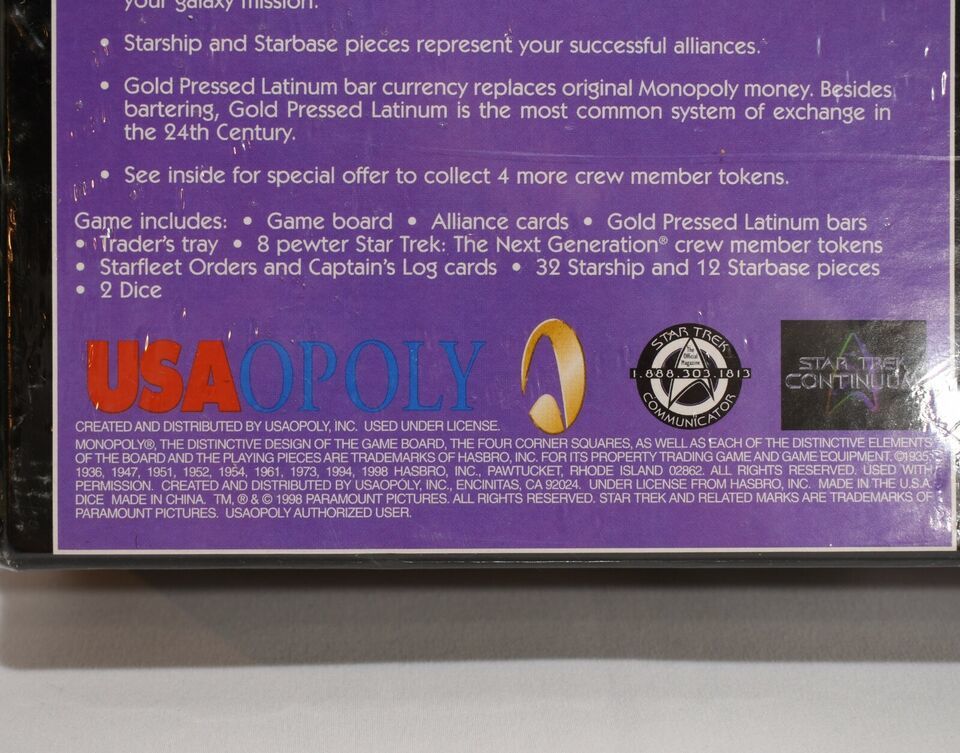 your galaxy mission.
• Starship and Starbase pieces represent your successful alliances.
• Gold Pressed Latinum bar currency replaces original Monopoly money. Besides
bartering, Gold Pressed Latinum is the most common system of exchange in
the 24th Century.
• See inside for special offer to collect 4 more crew member tokens.
Game includes: • Game board • Alliance cards • Gold Pressed Latinum bars
• Trader's tray • 8 pewter Star Trek: The Next Generation® crew member tokens
• Starfleet Orders and Captain's Log cards • 32 Starship and 12 Starbase pieces
• 2 Dice
USAOPOLY
STAR TREK
The
Official
Magazine
1.888.303.1813
COMMUNICATOR
STAR TREK
CONTINUUM
CREATED AND DISTRIBUTED BY USAOPOLY, INC. USED UNDER LICENSE.
MONOPOLY®, THE DISTINCTIVE DESIGN OF THE GAME BOARD, THE FOUR CORNER SQUARES, AS WELL AS EACH OF THE DISTINCTIVE ELEMENTS
OF THE BOARD AND THE PLAYING PIECES ARE TRADEMARKS OF HASBRO, INC. FOR ITS PROPERTY TRADING GAME AND GAME EQUIPMENT. ©1935,
1936, 1947, 1951, 1952, 1954, 1961, 1973, 1994, 1998 HASBRO, INC., PAWTUCKET, RHODE ISLAND 02862. ALL RIGHTS RESERVED. USED WITH
PERMISSION. CREATED AND DISTRIBUTED BY USAOPOLY, INC., ENCINITAS, CA 92024. UNDER LICENSE FROM HASBRO, INC. MADE IN THE U.S.A.
DICE MADE IN CHINA. TM, ® & © 1998 PARAMOUNT PICTURES. ALL RIGHTS RESERVED. STAR TREK AND RELATED MARKS ARE TRADEMARKS OF
PARAMOUNT PICTURES. USAOPOLY AUTHORIZED USER.